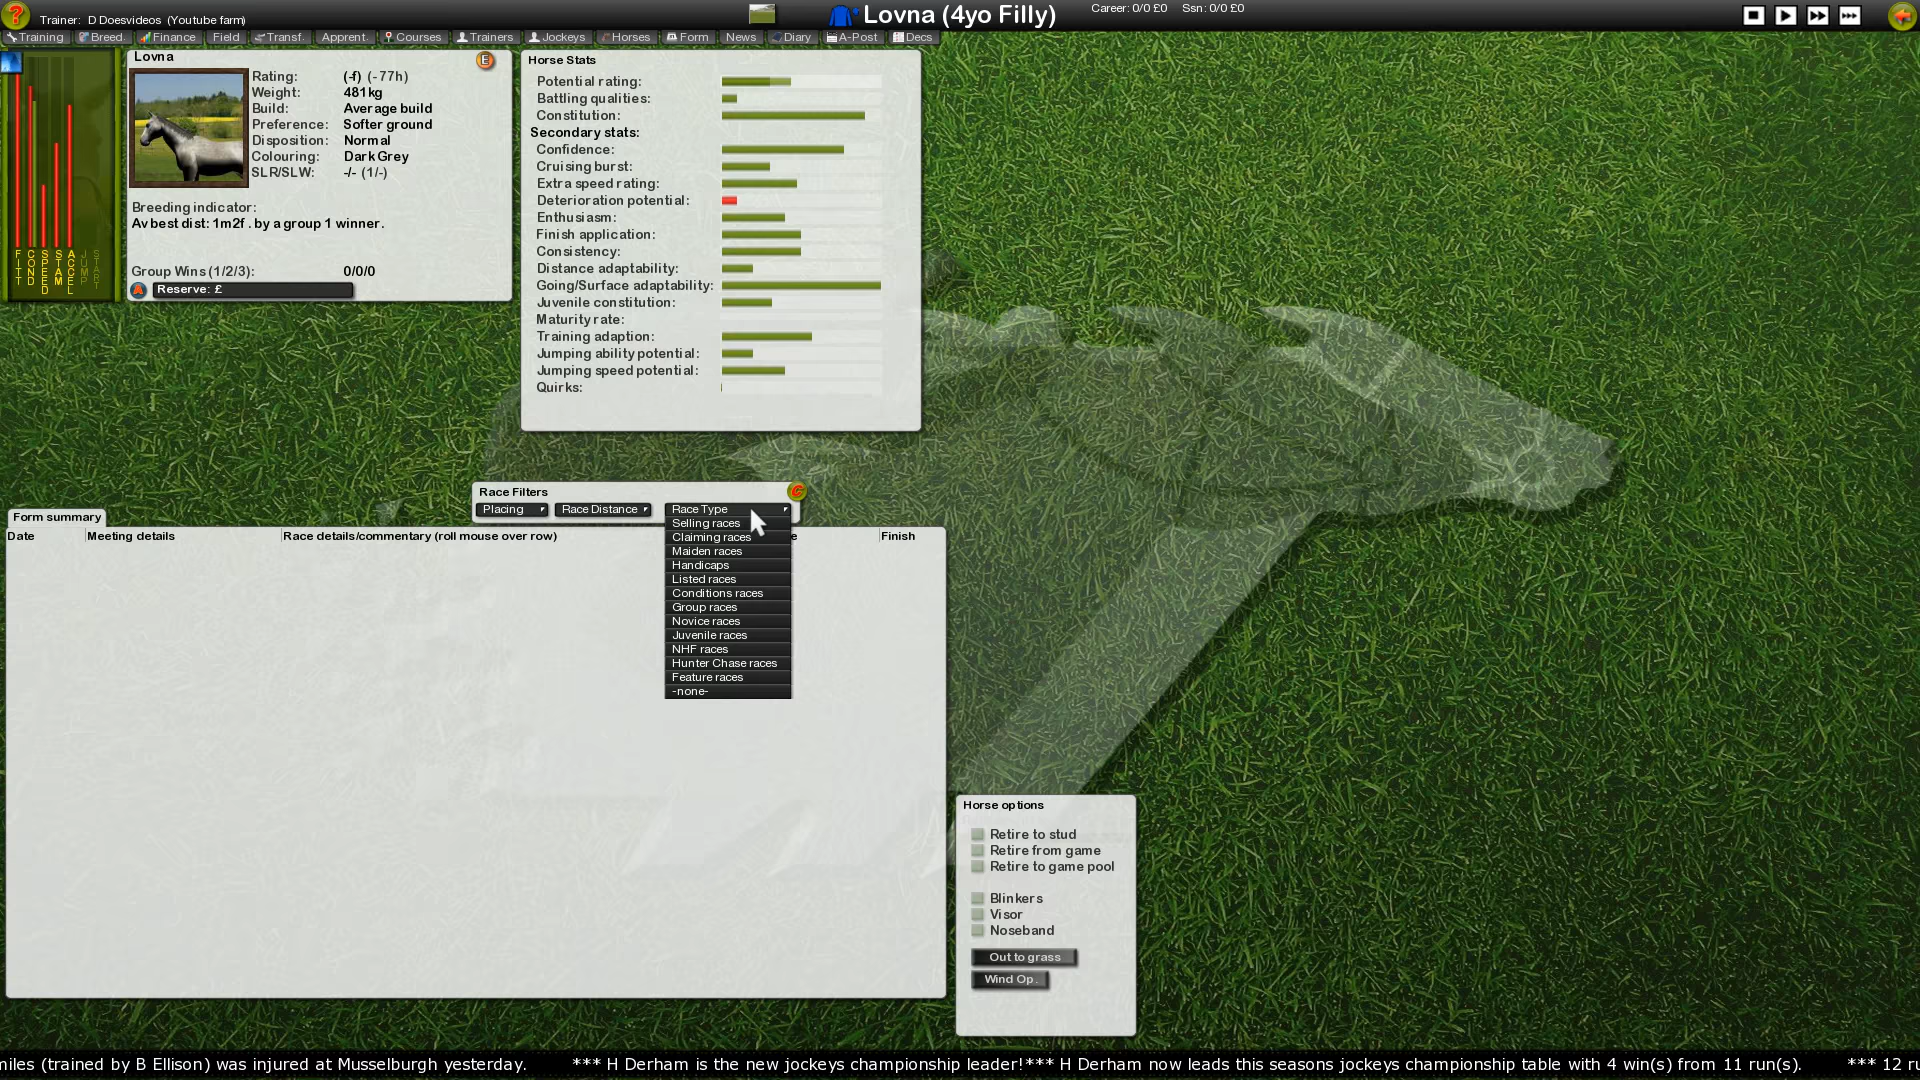 Trainer: D Doesvideos (Youtube farm)
Lovna (4yo Filly)
Career: 0/0 £0 Ssn: 0/0 £0
Training Breed. Finance Field Transf. Apprent. Courses Trainers Jockeys Horses Form News Diary A-Post Decs
Lovna
E
Rating: (-f) (-77h)
Weight: 481kg
Build: Average build
Preference: Softer ground
Disposition: Normal
Colouring: Dark Grey
SLR/SLW: -/- (1/-)
Breeding indicator:
Av best dist: 1m2f . by a group 1 winner.
Group Wins (1/2/3): 0/0/0
A Reserve: £
FITT
COND
SPEED
STAM
ACCEL
JUMP
START
Horse Stats
Potential rating:
Battling qualities:
Constitution:
Secondary stats:
Confidence:
Cruising burst:
Extra speed rating:
Deterioration potential:
Enthusiasm:
Finish application:
Consistency:
Distance adaptability:
Going/Surface adaptability:
Juvenile constitution:
Maturity rate:
Training adaption:
Jumping ability potential:
Jumping speed potential:
Quirks:
Race Filters
Placing Race Distance Race Type
Selling races
Claiming races
Maiden races
Handicaps
Listed races
Conditions races
Group races
Novice races
Juvenile races
NHF races
Hunter Chase races
Feature races
-none-
Form summary
Date Meeting details Race details/commentary (roll mouse over row) Finish
Horse options
Retire to stud
Retire from game
Retire to game pool
Blinkers
Visor
Noseband
Out to grass
Wind Op.
miles (trained by B Ellison) was injured at Musselburgh yesterday. *** H Derham is the new jockeys championship leader!*** H Derham now leads this seasons jockeys championship table with 4 win(s) from 11 run(s). *** 12